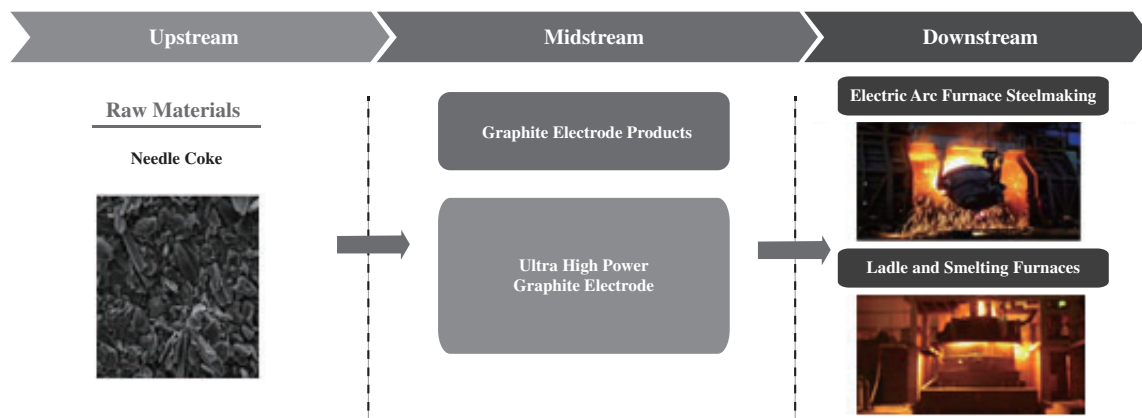 Upstream
Midstream
Downstream
Raw Materials
Needle Coke
Graphite Electrode Products
Ultra High Power
Graphite Electrode
Electric Arc Furnace Steelmaking
Ladle and Smelting Furnaces